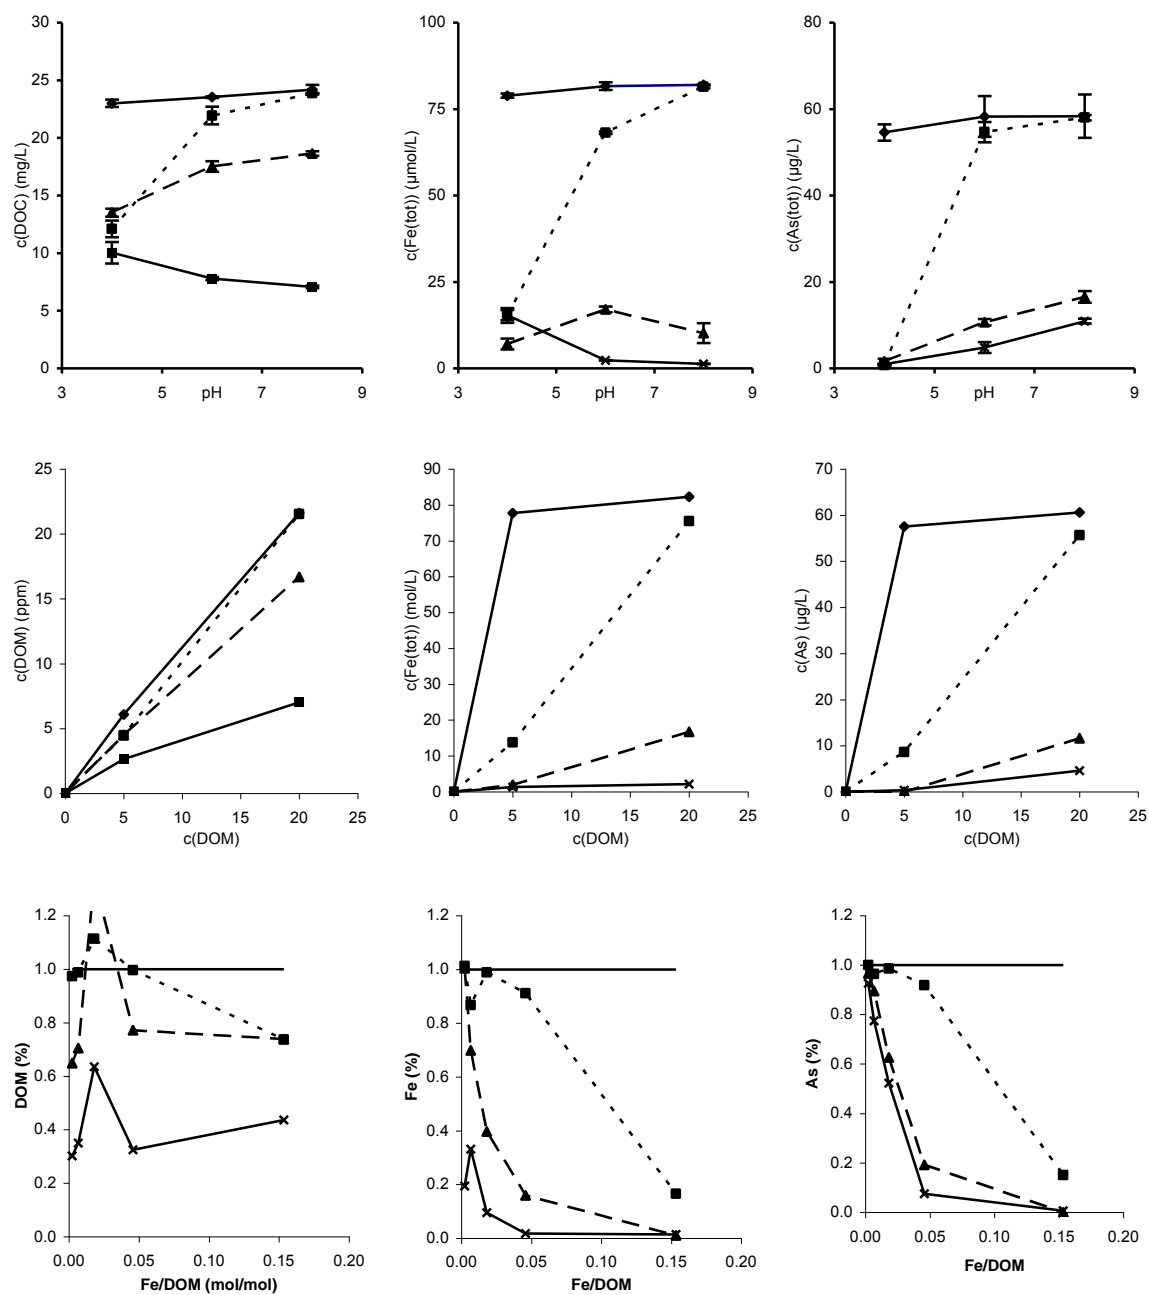 30
25
20
15
10
5
0
c(DOC) (mg/L)
3 5 pH 7 9
100
75
50
25
0
c(Fe(tot)) (µmol/L)
3 5 pH 7 9
80
60
40
20
0
c(As(tot)) (µg/L)
3 5 pH 7 9
25
20
15
10
5
0
c(DOM) (ppm)
0 5 10 15 20 25
c(DOM)
90
80
70
60
50
40
30
20
10
0
c(Fe(tot)) (mol/L)
0 5 10 15 20 25
c(DOM)
70
60
50
40
30
20
10
0
c(As) (µg/L)
0 5 10 15 20 25
c(DOM)
1.2
1.0
0.8
0.6
0.4
0.2
0.0
DOM (%)
0.00 0.05 0.10 0.15 0.20
Fe/DOM (mol/mol)
1.2
1.0
0.8
0.6
0.4
0.2
0.0
Fe (%)
0.00 0.05 0.10 0.15 0.20
Fe/DOM
1.2
1.0
0.8
0.6
0.4
0.2
0.0
As (%)
0.00 0.05 0.10 0.15 0.20
Fe/DOM